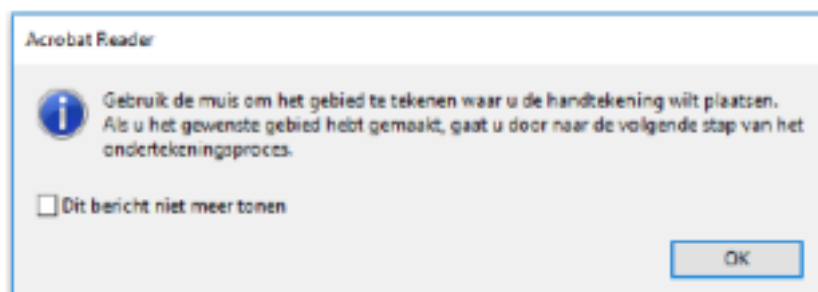 Acrobat Reader
Gebruik de muis om het gebied te tekenen waar u de handtekening wilt plaatsen.
Als u het gewenste gebied hebt gemaakt, gaat u door naar de volgende stap van het
ondertekeningsproces.
Dit bericht niet meer tonen
OK